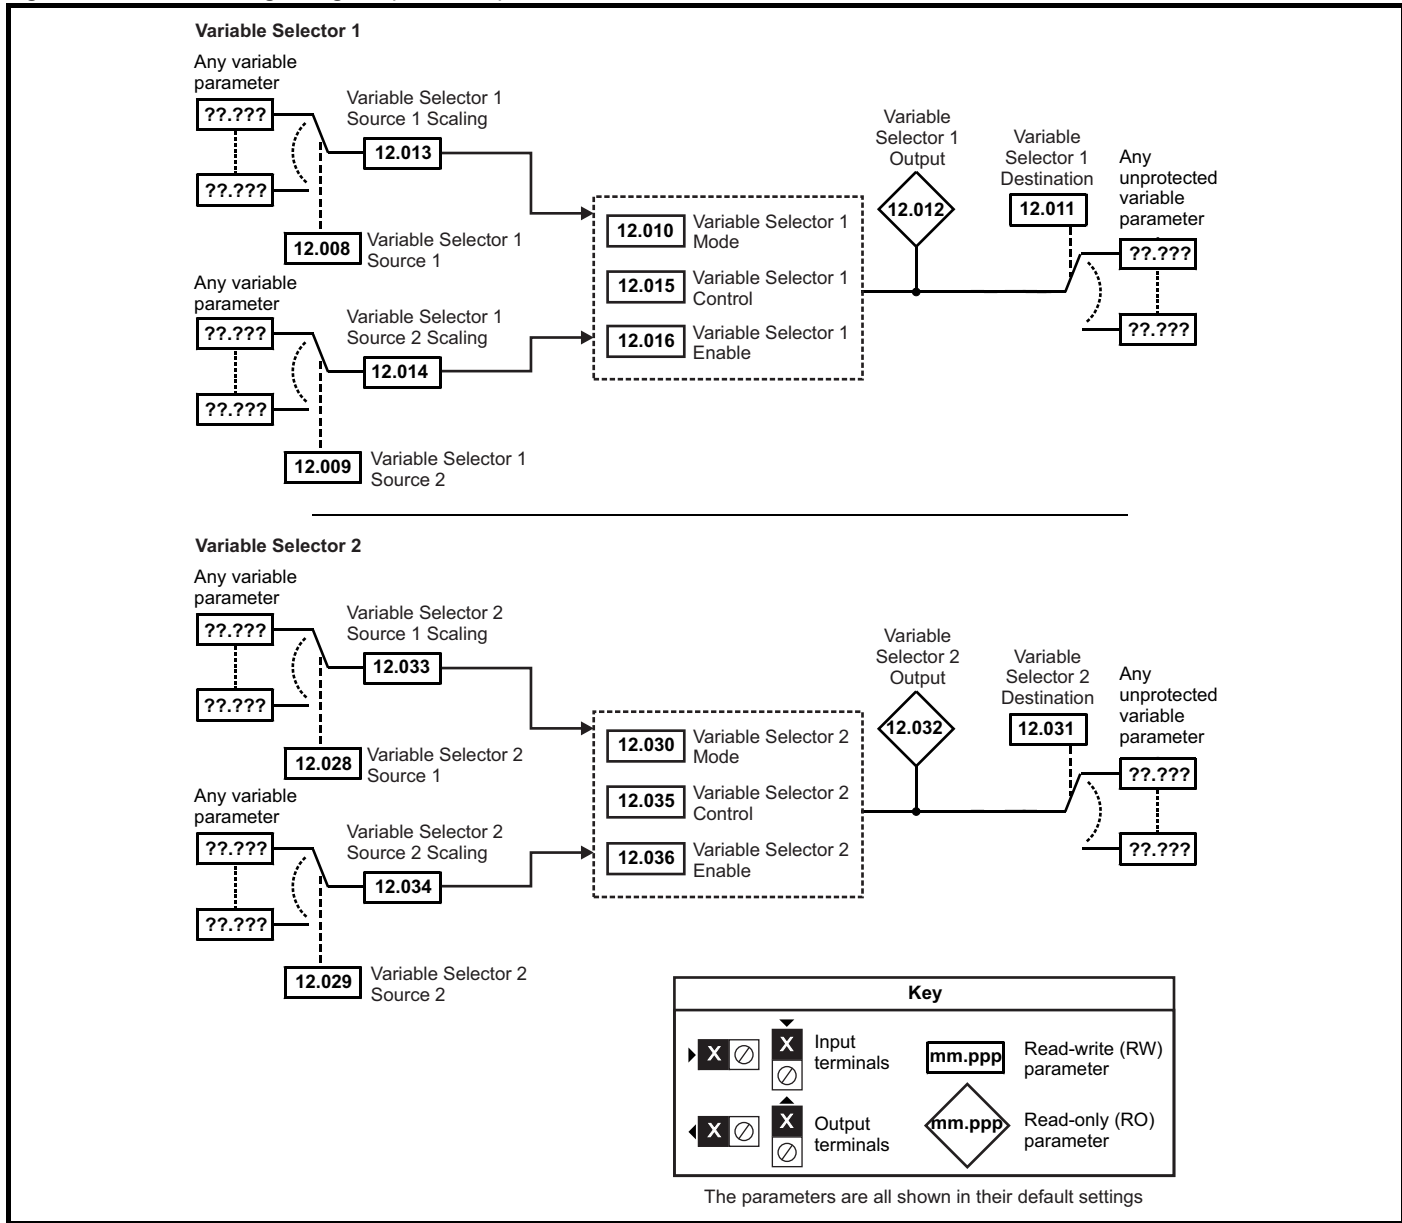 Variable Selector 1
Any variable
parameter
??.???
??.???
Variable Selector 1
Source 1 Scaling
12.013
12.008
Variable Selector 1
Source 1
Any variable
parameter
??.???
??.???
Variable Selector 1
Source 2 Scaling
12.014
12.009
Variable Selector 1
Source 2
12.010
Variable Selector 1
Mode
12.015
Variable Selector 1
Control
12.016
Variable Selector 1
Enable
Variable
Selector 1
Output
12.012
Variable
Selector 1
Destination
12.011
Any
unprotected
variable
parameter
??.???
??.???
Variable Selector 2
Any variable
parameter
??.???
??.???
Variable Selector 2
Source 1 Scaling
12.033
12.028
Variable Selector 2
Source 1
Any variable
parameter
??.???
??.???
Variable Selector 2
Source 2 Scaling
12.034
12.029
Variable Selector 2
Source 2
12.030
Variable Selector 2
Mode
12.035
Variable Selector 2
Control
12.036
Variable Selector 2
Enable
Variable
Selector 2
Output
12.032
Variable
Selector 2
Destination
12.031
Any
unprotected
variable
parameter
??.???
??.???
Key
X
X
Input
terminals
mm.ppp
Read-write (RW)
parameter
X
X
Output
terminals
mm.ppp
Read-only (RO)
parameter
The parameters are all shown in their default settings